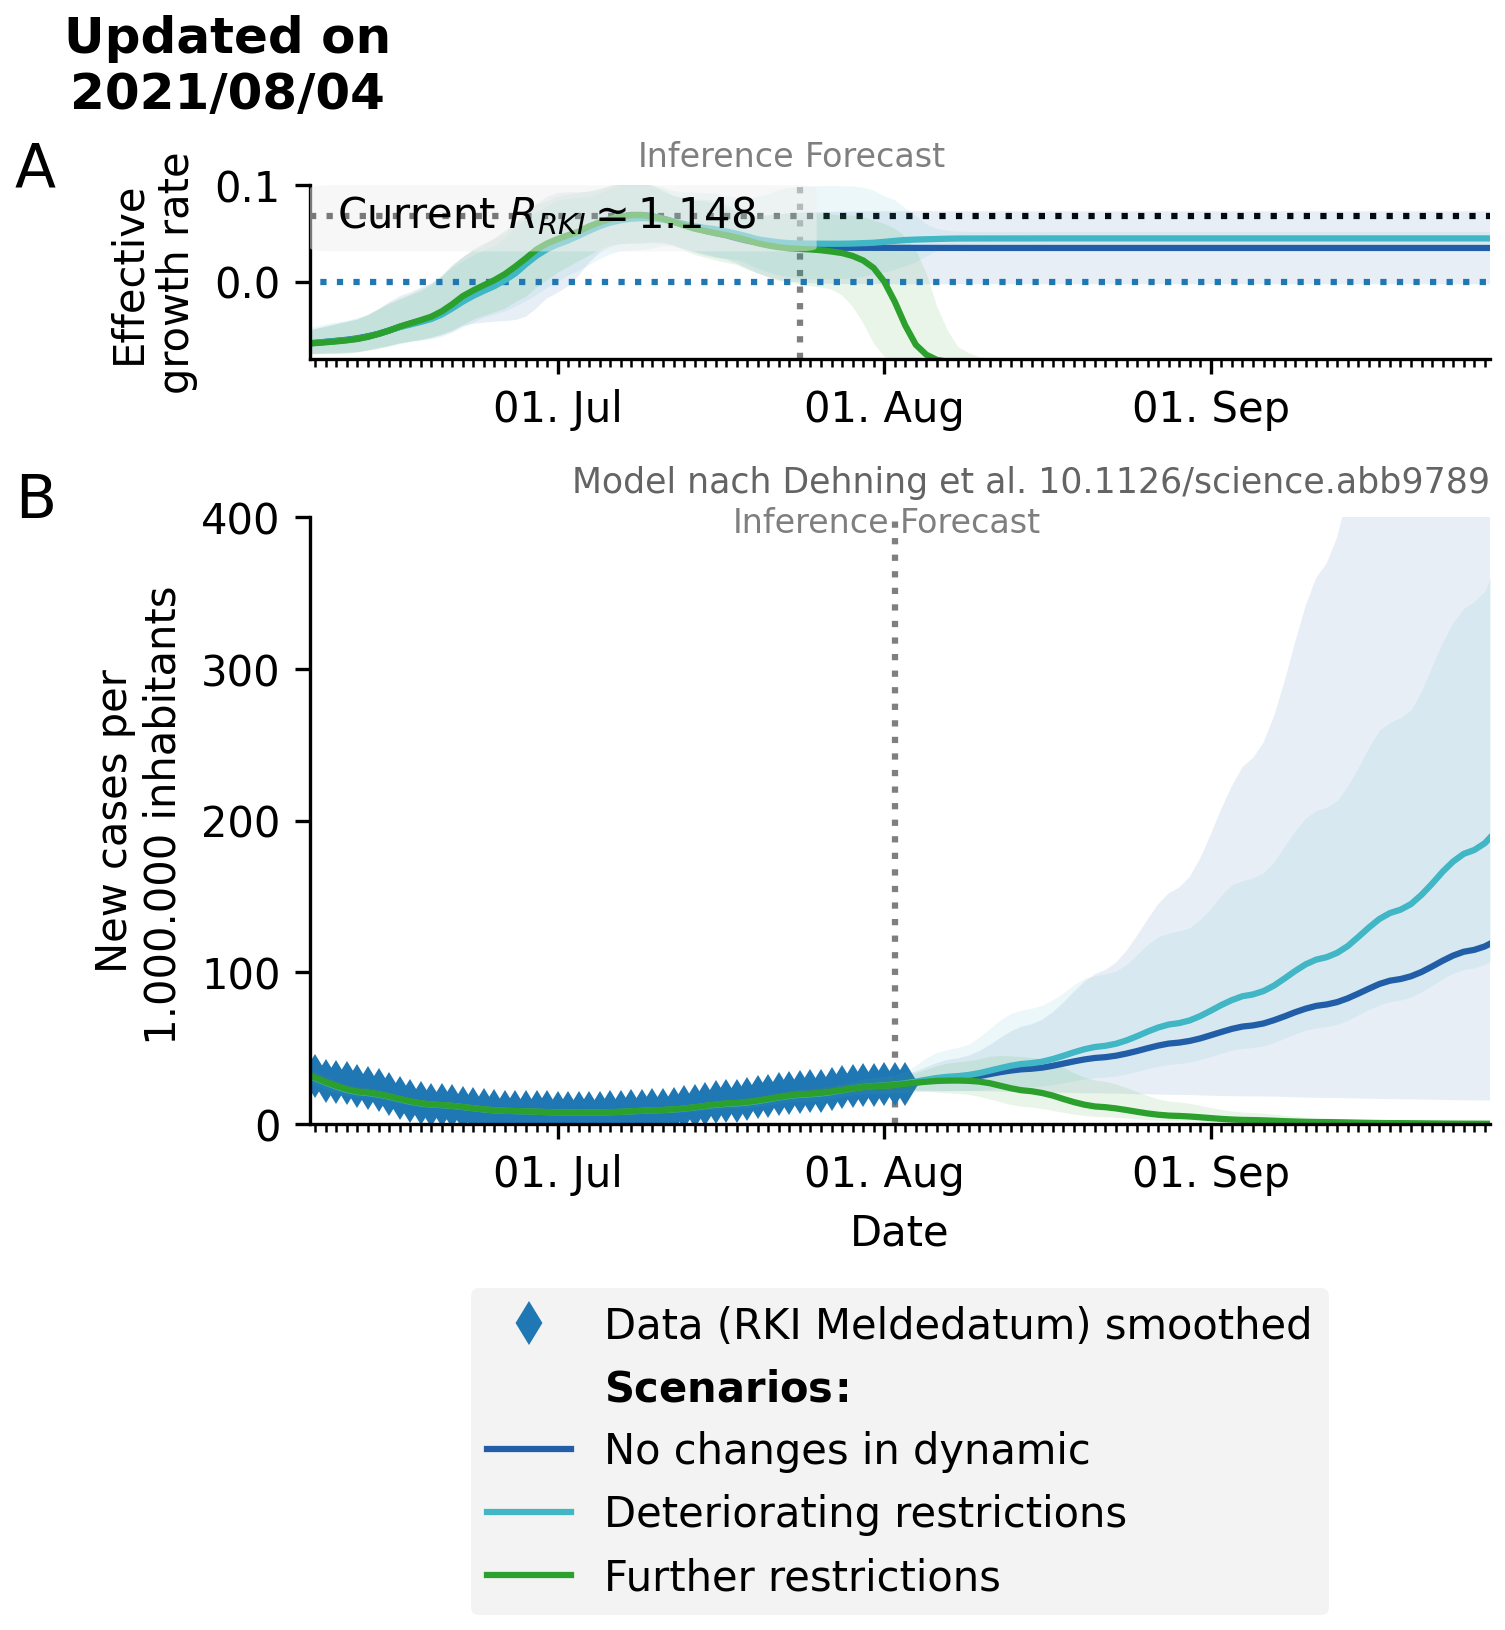 Updated on
2021/08/04
A
Inference Forecast
Effective
growth rate
0.1
0.0
Current R_RKI ≃ 1.148
01. Jul
01. Aug
01. Sep
B
Model nach Dehning et al. 10.1126/science.abb9789
Inference Forecast
New cases per
1.000.000 inhabitants
400
300
200
100
0
01. Jul
01. Aug
01. Sep
Date
Data (RKI Meldedatum) smoothed
Scenarios:
No changes in dynamic
Deteriorating restrictions
Further restrictions